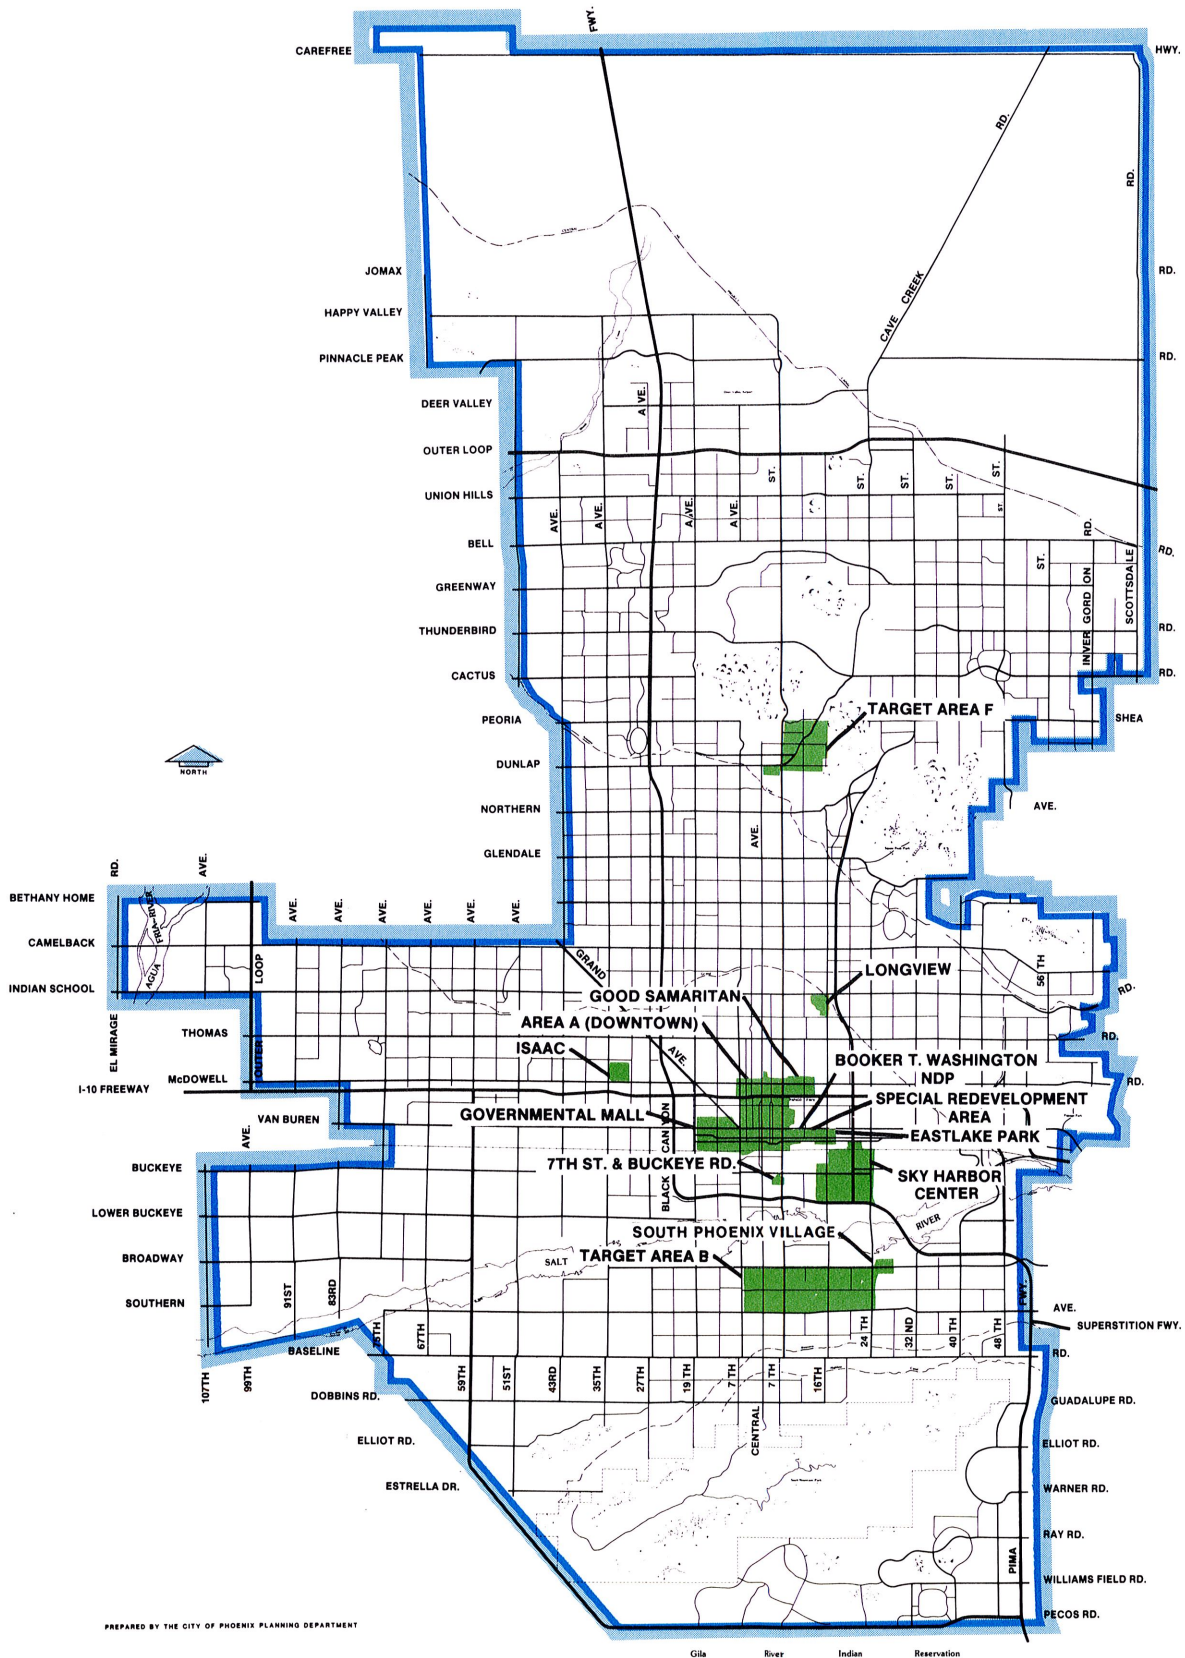 FWY.
CAREFREE
HWY.
RD.
RD.
JOMAX
RD.
CAVE CREEK
HAPPY VALLEY
PINNACLE PEAK
RD.
DEER VALLEY
AVE.
OUTER LOOP
ST.
ST.
ST.
ST.
ST.
UNION HILLS
AVE.
AVE.
AVE.
AVE.
ST.
RD.
BELL
RD.
ST.
GREENWAY
INVER GORDON
SCOTTSDALE
THUNDERBIRD
RD.
CACTUS
RD.
TARGET AREA F
PEORIA
SHEA
NORTH
DUNLAP
NORTHERN
AVE.
AVE.
GLENDALE
RD.
AVE.
BETHANY HOME
AGUA FRIA RIVER
AVE.
AVE.
AVE.
AVE.
AVE.
AVE.
CAMELBACK
GRAND
AVE.
LOOP
OUTER
LONGVIEW
56TH
INDIAN SCHOOL
RD.
GOOD SAMARITAN
EL MIRAGE
THOMAS
AREA A (DOWNTOWN)
RD.
ISAAC
BOOKER T. WASHINGTON
NDP
McDOWELL
RD.
I-10 FREEWAY
SPECIAL REDEVELOPMENT
AREA
VAN BUREN
GOVERNMENTAL MALL
EASTLAKE PARK
AVE.
BUCKEYE
7TH ST. & BUCKEYE RD.
BLACK CANYON
SKY HARBOR
CENTER
LOWER BUCKEYE
RIVER
SOUTH PHOENIX VILLAGE
BROADWAY
SALT
TARGET AREA B
91ST
83RD
FWY.
SOUTHERN
AVE.
75TH
67TH
24 TH
32 ND
40 TH
48 TH
SUPERSTITION FWY.
BASELINE
RD.
107TH
99TH
59TH
51ST
43RD
35TH
27TH
19 TH
7 TH
7 TH
16TH
DOBBINS RD.
GUADALUPE RD.
CENTRAL
ELLIOT RD.
ELLIOT RD.
ESTRELLA DR.
WARNER RD.
RAY RD.
PIMA
WILLIAMS FIELD RD.
PECOS RD.
PREPARED BY THE CITY OF PHOENIX PLANNING DEPARTMENT
Gila River Indian Reservation